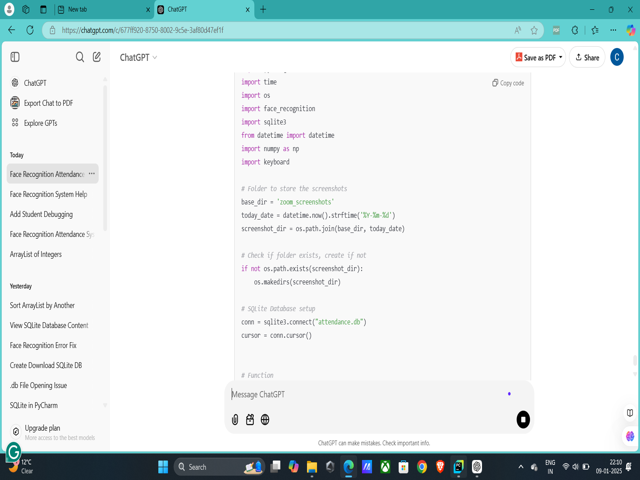 New tab
ChatGPT
https://chatgpt.com/c/677ff920-8750-8002-9c5e-3af80d47ef1f
ChatGPT
Save as PDF
Share
C
ChatGPT
Export Chat to PDF
Explore GPTs
Today
Face Recognition Attendanc
Face Recognition System Help
Add Student Debugging
Face Recognition Attendance Sy
ArrayList of Integers
Yesterday
Sort ArrayList by Another
View SQLite Database Content
Face Recognition Error Fix
Create Download SQLite DB
.db File Opening Issue
SQLite in PyCharm
Upgrade plan
More access to the best models
Copy code
import time
import os
import face_recognition
import sqlite3
from datetime import datetime
import numpy as np
import keyboard
# Folder to store the screenshots
base_dir = 'zoom_screenshots'
today_date = datetime.now().strftime('%Y-%m-%d')
screenshot_dir = os.path.join(base_dir, today_date)
# Check if folder exists, create if not
if not os.path.exists(screenshot_dir):
os.makedirs(screenshot_dir)
# SQLite Database setup
conn = sqlite3.connect("attendance.db")
cursor = conn.cursor()
# Function
Message ChatGPT
ChatGPT can make mistakes. Check important info.
12°C
Clear
Search
ENG
IN
22:10
09-01-2025